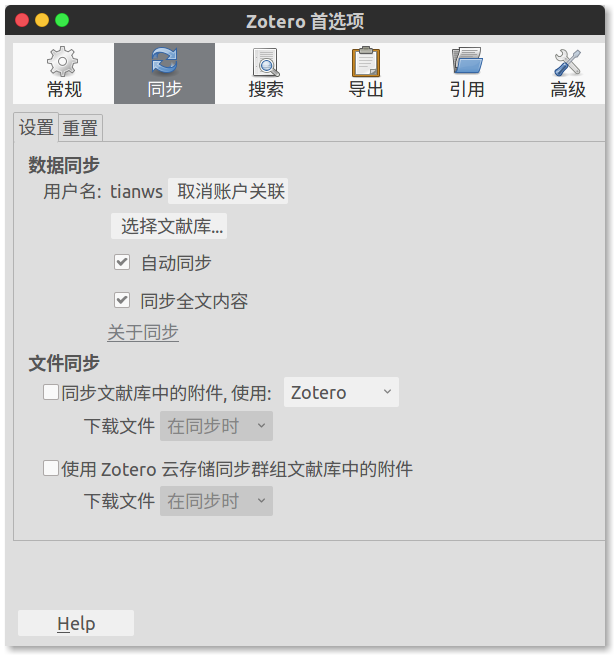 Zotero 首选项
常规 同步 搜索 导出 引用 高级
设置 重置
数据同步
用户名: tianws 取消账户关联
选择文献库...
自动同步
同步全文内容
关于同步
文件同步
同步文献库中的附件, 使用: Zotero
下载文件 在同步时
使用 Zotero 云存储同步群组文献库中的附件
下载文件 在同步时
Help